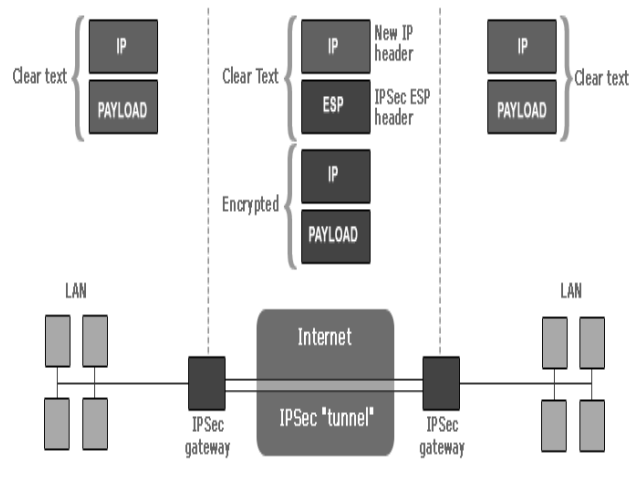 Clear text
IP
PAYLOAD
Clear Text
IP
New IP
header
ESP
IPSec ESP
header
Encrypted
IP
PAYLOAD
IP
PAYLOAD
Clear text
LAN
LAN
Internet
IPSec "tunnel"
IPSec
gateway
IPSec
gateway